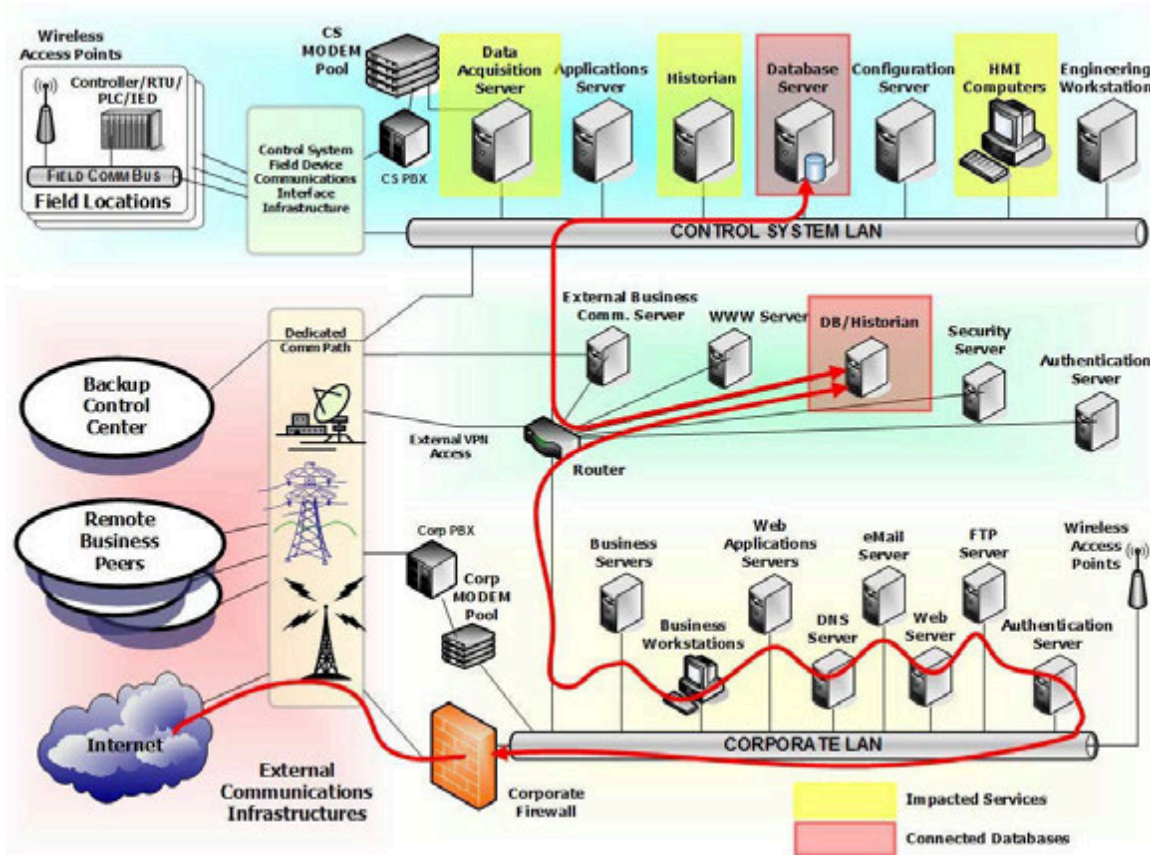 Wireless
Access Points
Controller/RTU/
PLC/IED
FIELD COMM BUS
Field Locations
Control System
Field Device
Communications
Interface
Infrastructure
CS
MODEM
Pool
CS PBX
Data
Acquisition
Server
Applications
Server
Historian
Database
Server
Configuration
Server
HMI
Computers
Engineering
Workstation
CONTROL SYSTEM LAN
Dedicated
Comm Path
External Business
Comm. Server
WWW Server
DB/Historian
Security
Server
Authentication
Server
Backup
Control
Center
External VPN
Access
Router
Remote
Business
Peers
Corp PBX
Corp
MODEM
Pool
Business
Servers
Business
Workstations
Web
Applications
Servers
DNS
Server
eMail
Server
Web
Server
FTP
Server
Authentication
Server
Wireless
Access
Points
Internet
CORPORATE LAN
External
Communications
Infrastructures
Corporate
Firewall
Impacted Services
Connected Databases